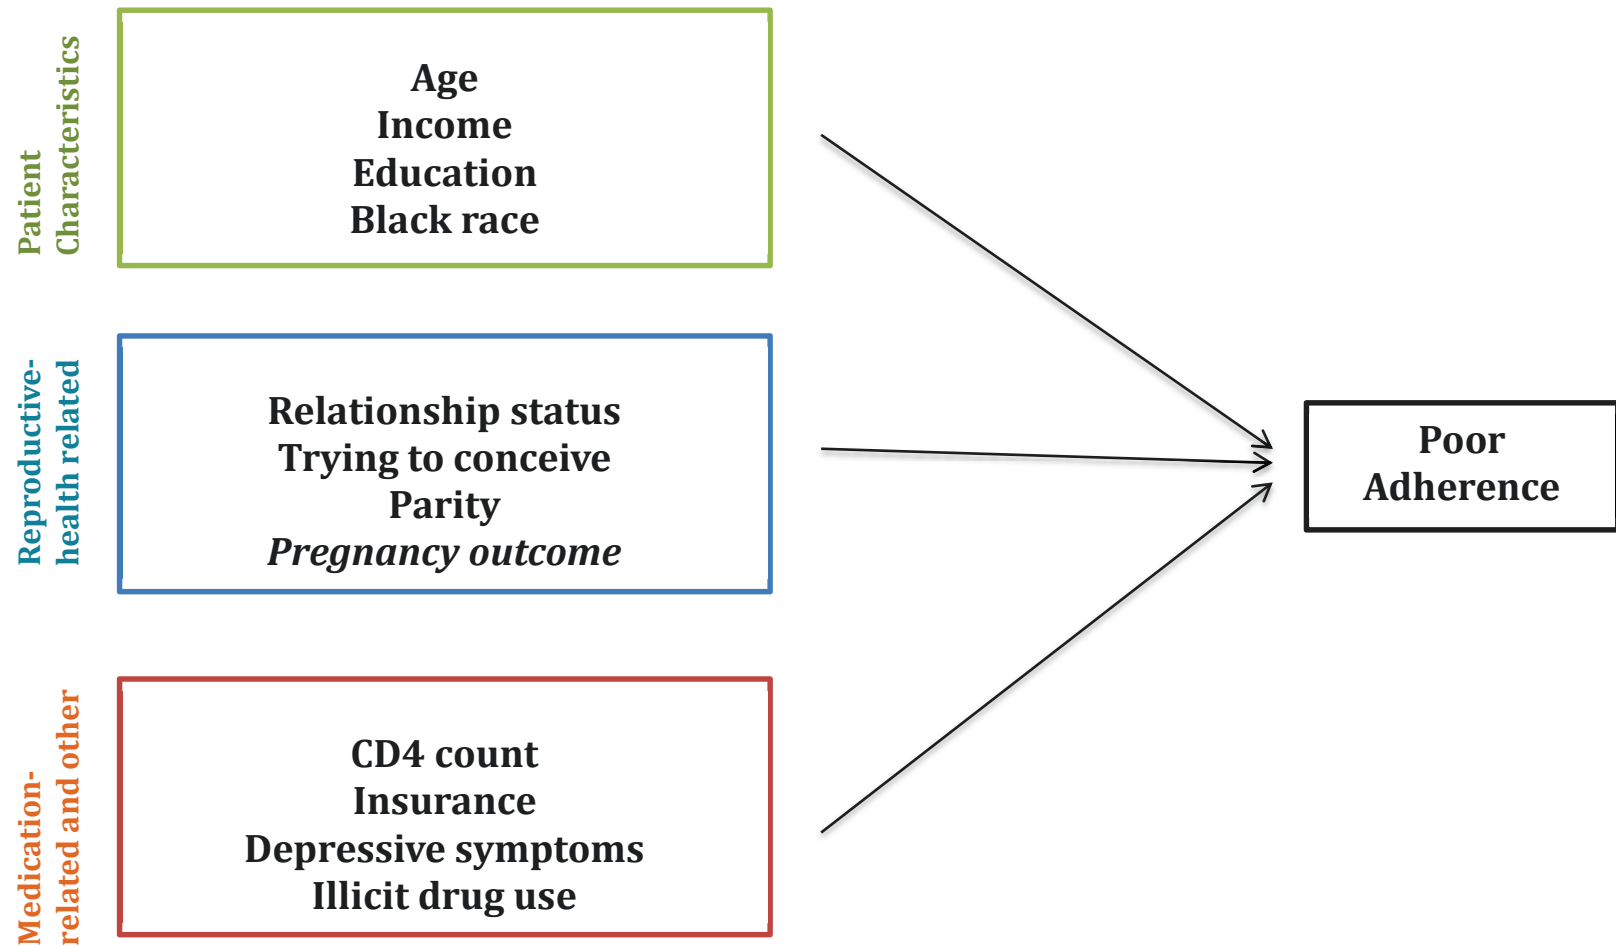 Patient
Characteristics
Age
Income
Education
Black race
Reproductive-
health related
Relationship status
Trying to conceive
Parity
Pregnancy outcome
Poor
Adherence
Medication-
related and other
CD4 count
Insurance
Depressive symptoms
Illicit drug use